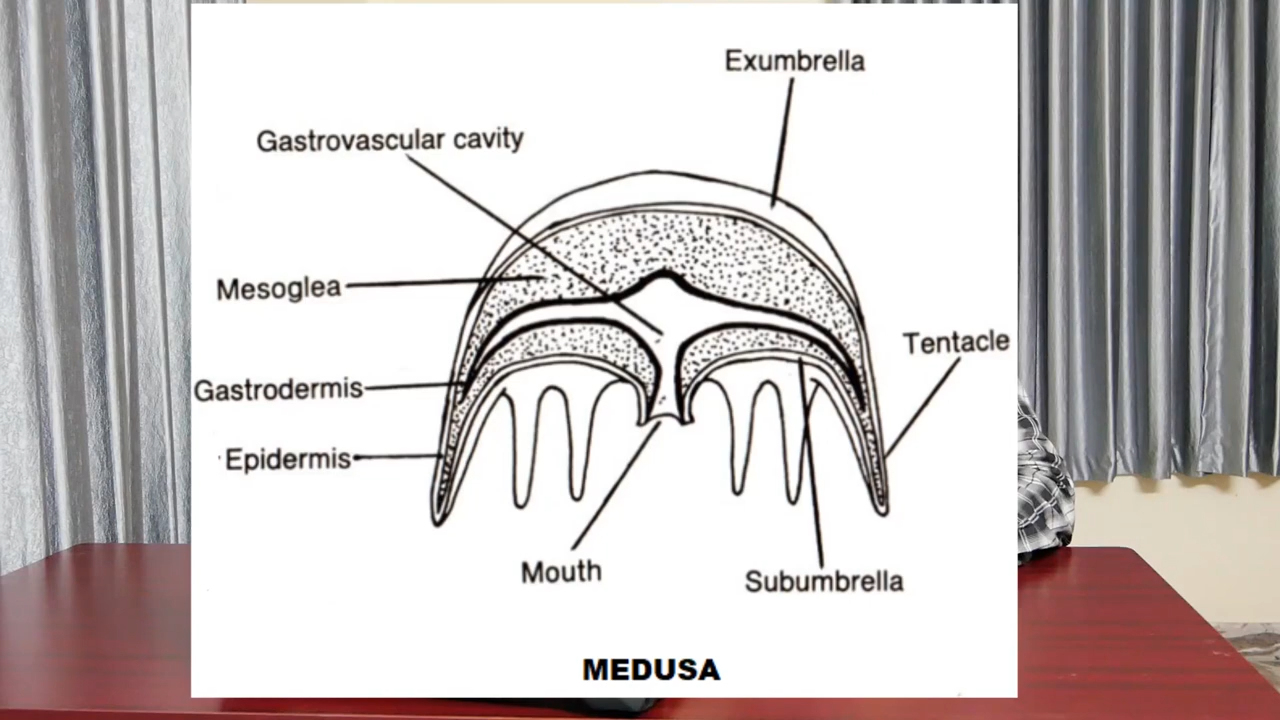 Exumbrella
Gastrovascular cavity
Mesoglea
Tentacle
Gastrodermis
Epidermis
Mouth
Subumbrella
MEDUSA